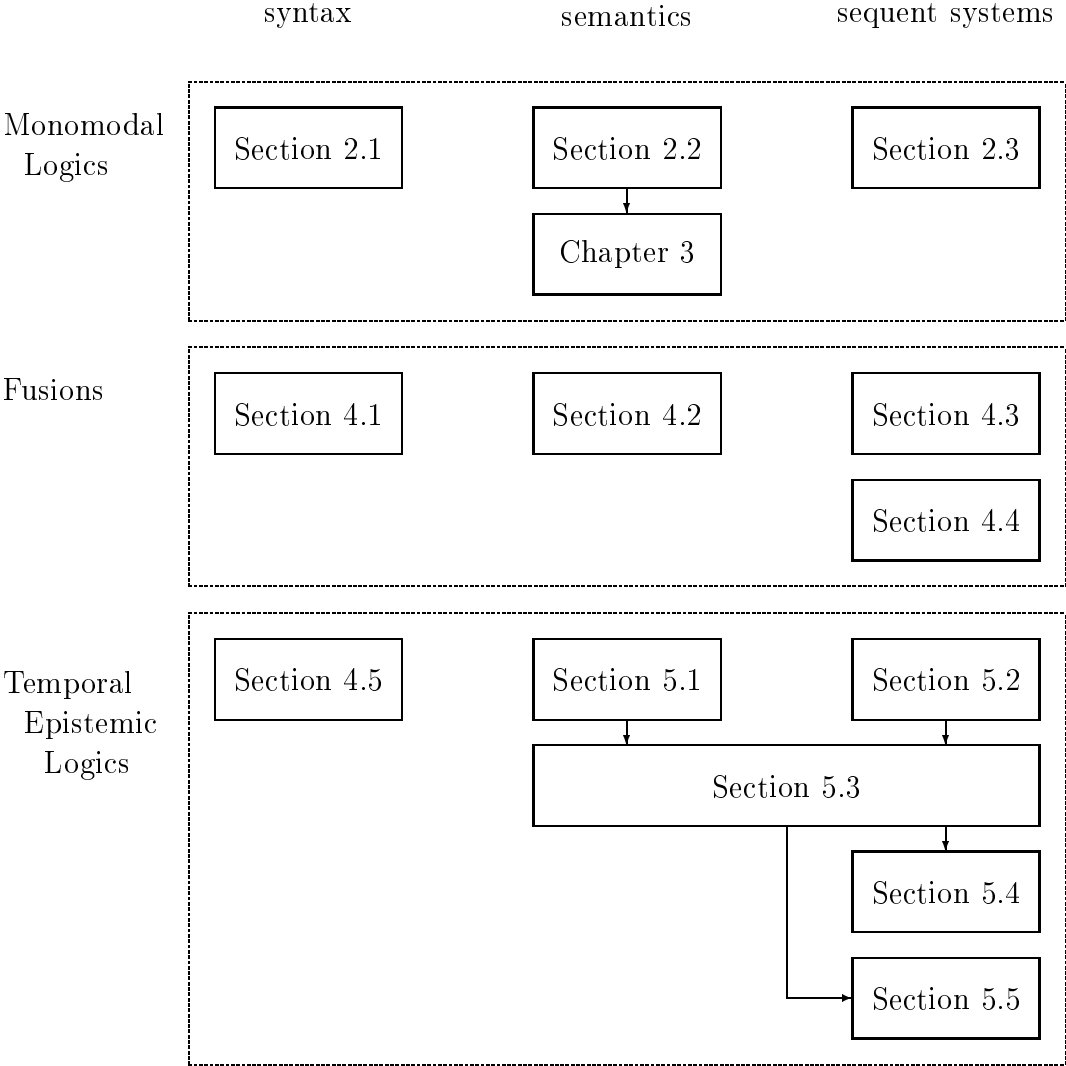 syntax semantics sequent systems
Monomodal
Logics
Section 2.1 Section 2.2 Section 2.3
Chapter 3
Fusions
Section 4.1 Section 4.2 Section 4.3
Section 4.4
Temporal
Epistemic
Logics
Section 4.5 Section 5.1 Section 5.2
Section 5.3
Section 5.4
Section 5.5